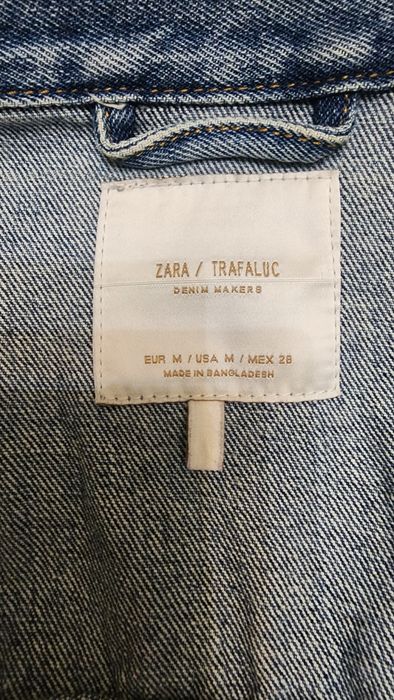 ZARA / TRAFALUC
DENIM MAKERS
EUR M / USA M / MEX 28
MADE IN BANGLADESH